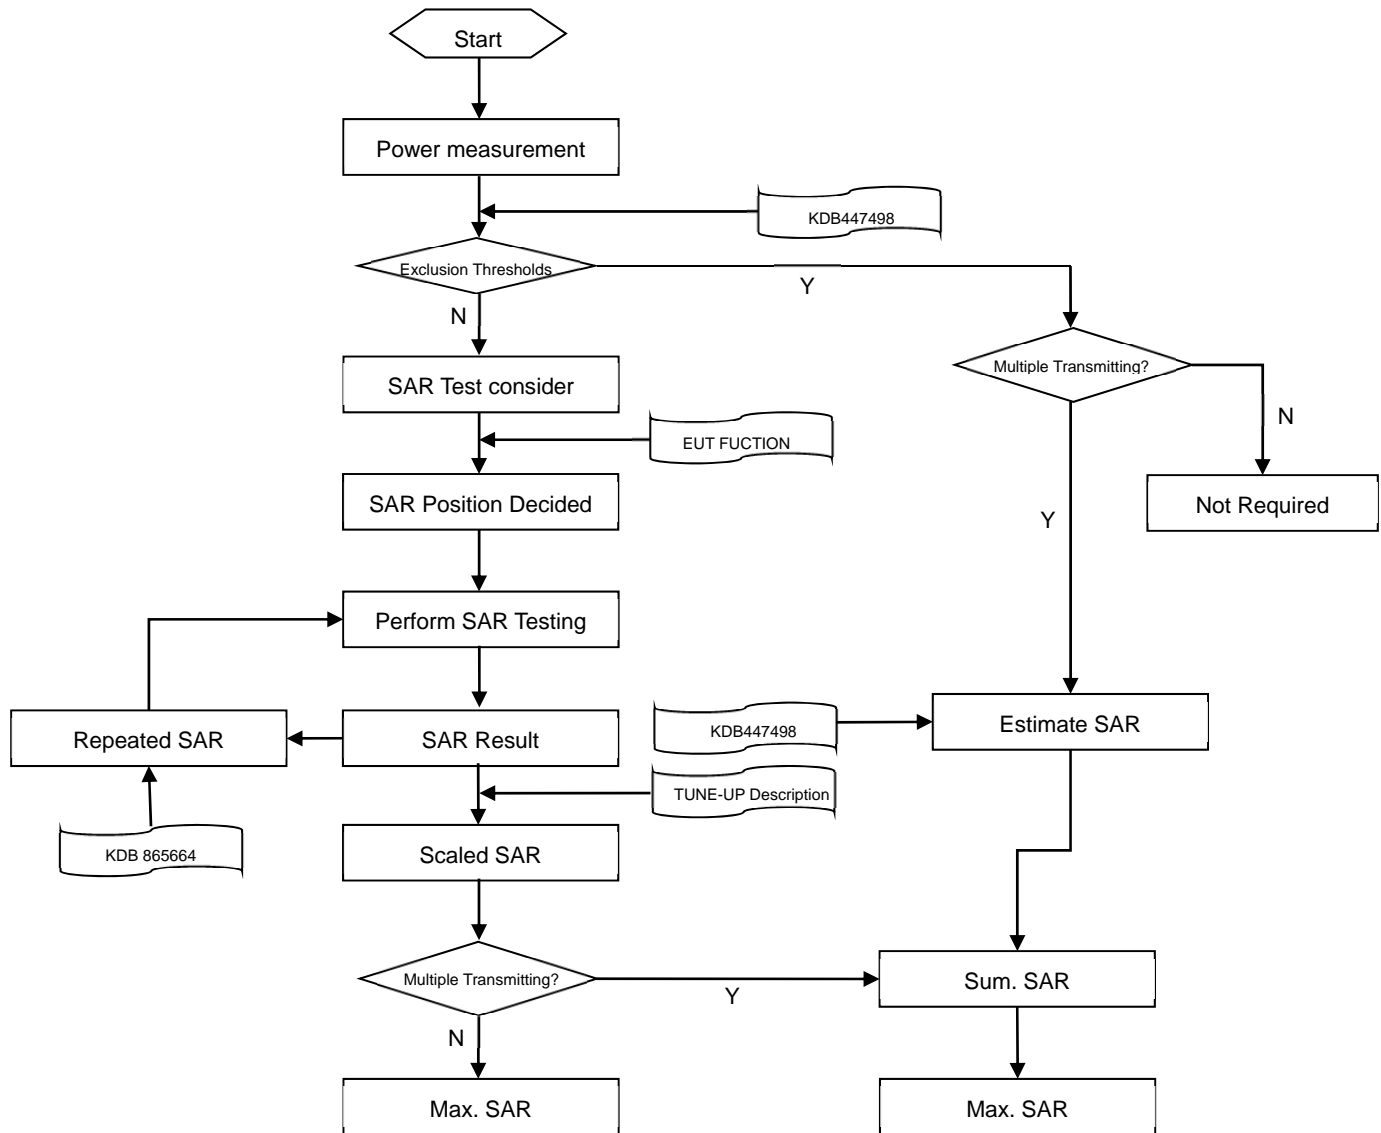 Start
Power measurement
KDB447498
Exclusion Thresholds
Y
N
Multiple Transmitting?
SAR Test consider
N
EUT FUCTION
SAR Position Decided
Not Required
Y
Perform SAR Testing
Repeated SAR
SAR Result
KDB447498
Estimate SAR
TUNE-UP Description
KDB 865664
Scaled SAR
Multiple Transmitting?
Y
Sum. SAR
N
Max. SAR
Max. SAR